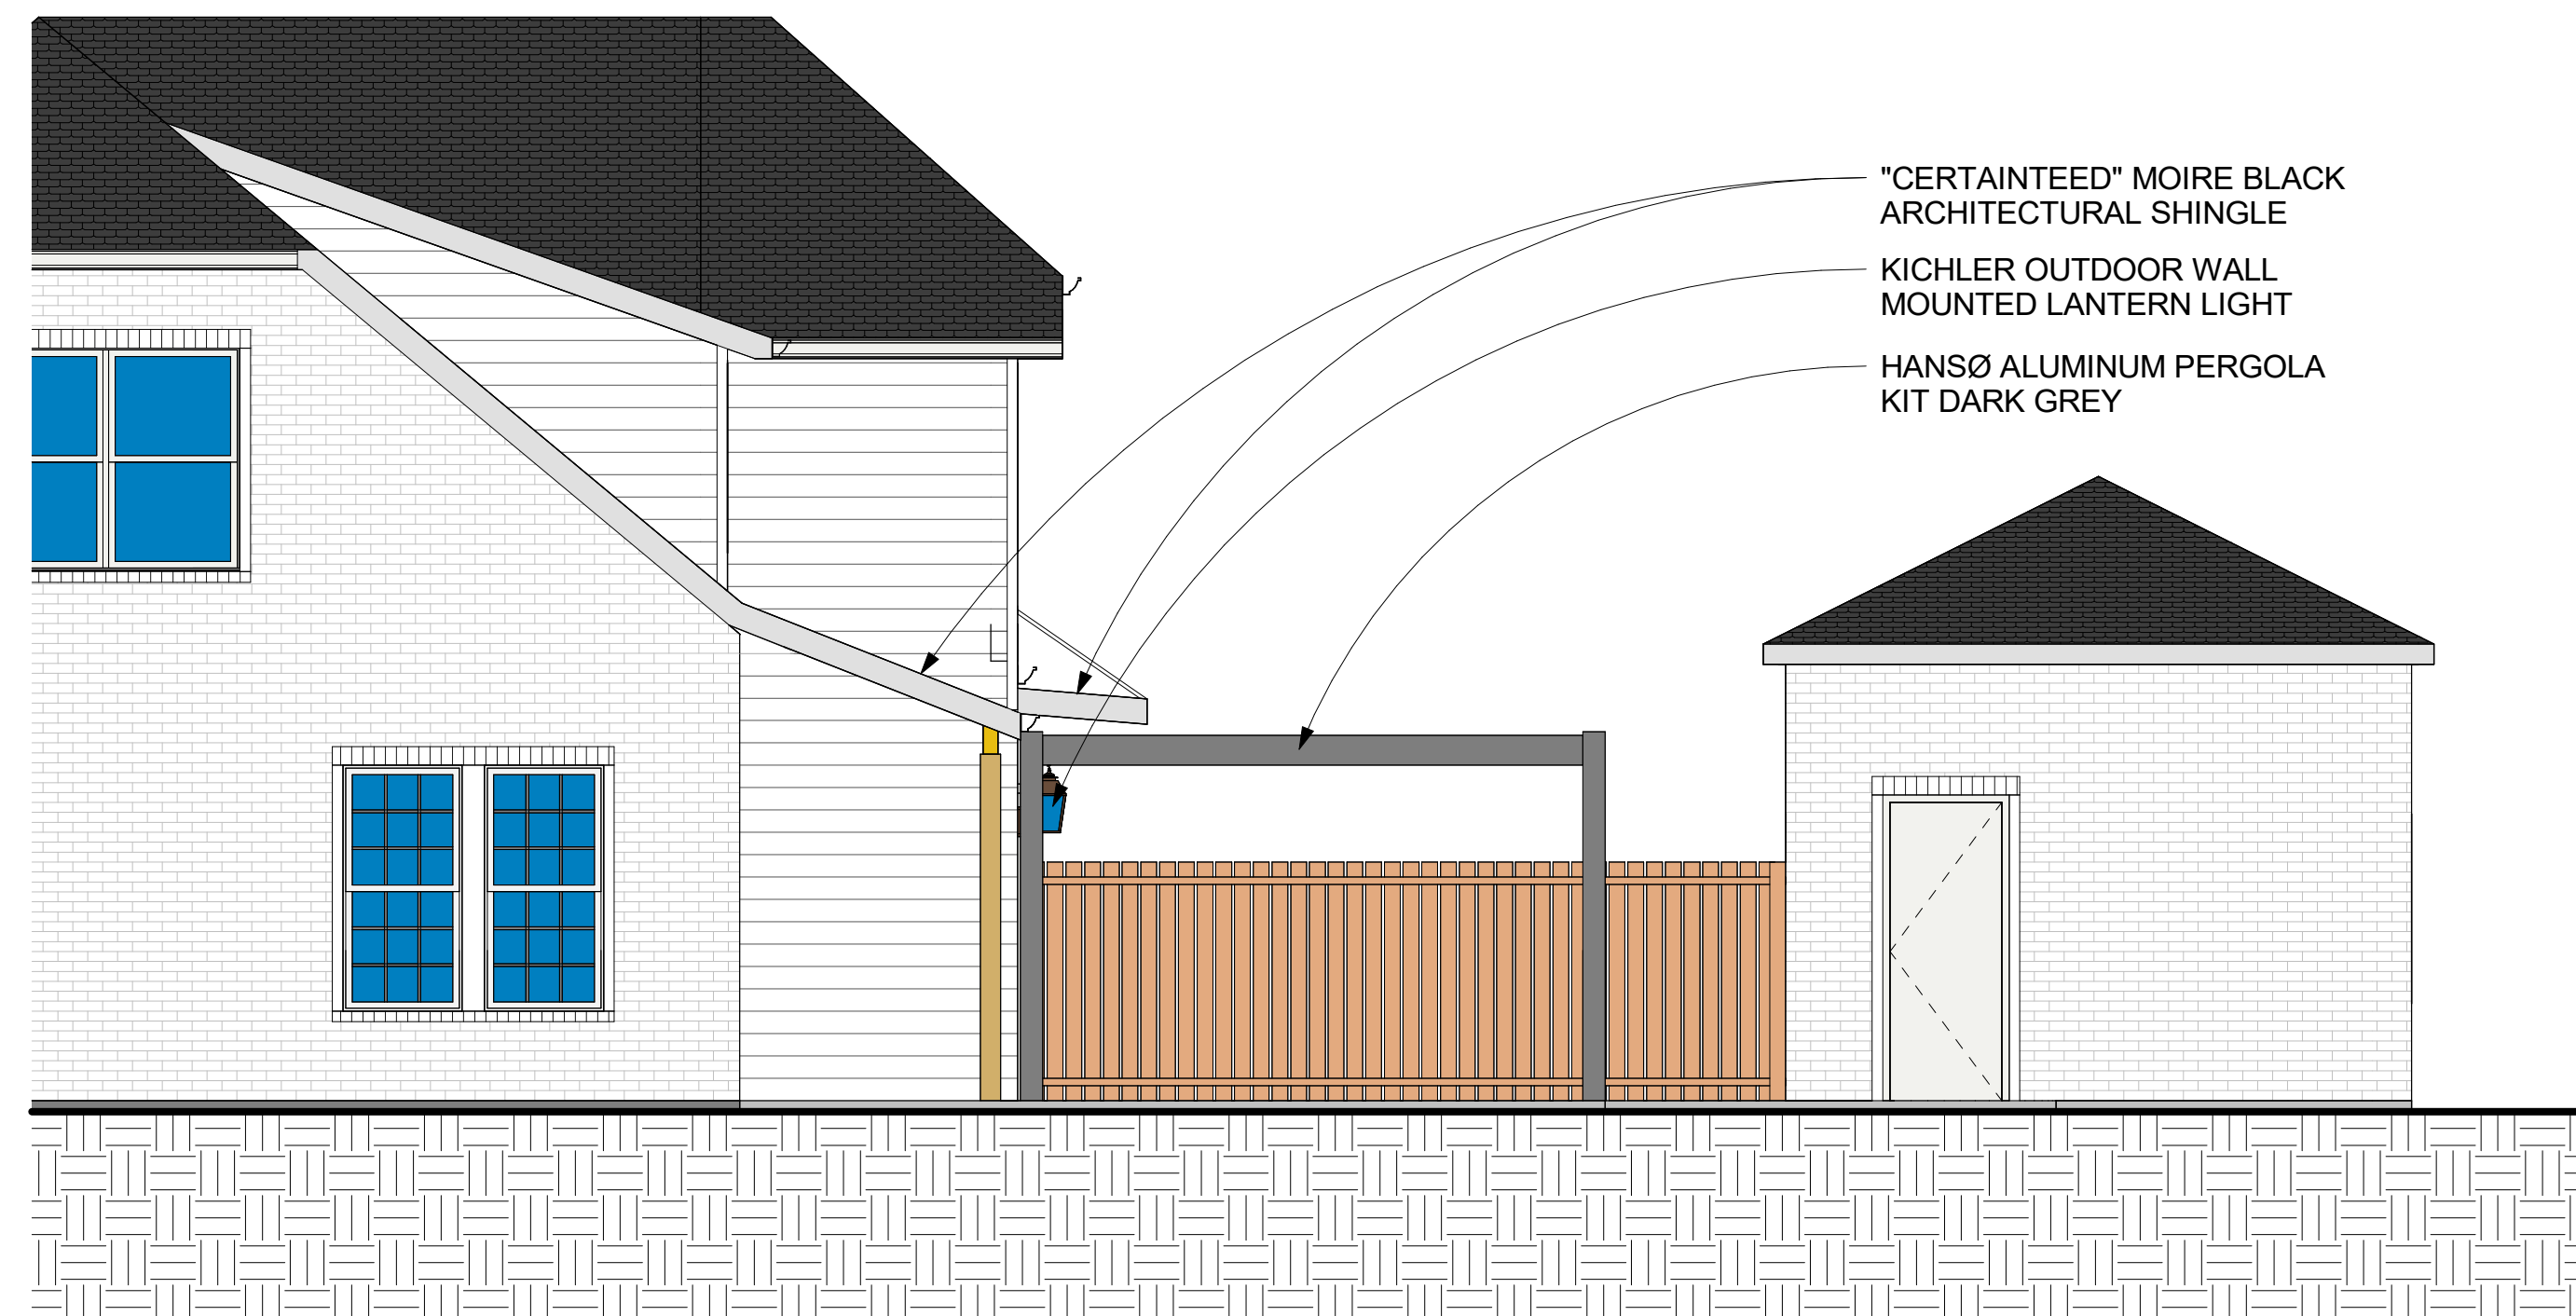 "CERTAINTEED" MOIRE BLACK
ARCHITECTURAL SHINGLE
KICHLER OUTDOOR WALL
MOUNTED LANTERN LIGHT
HANSØ ALUMINUM PERGOLA
KIT DARK GREY